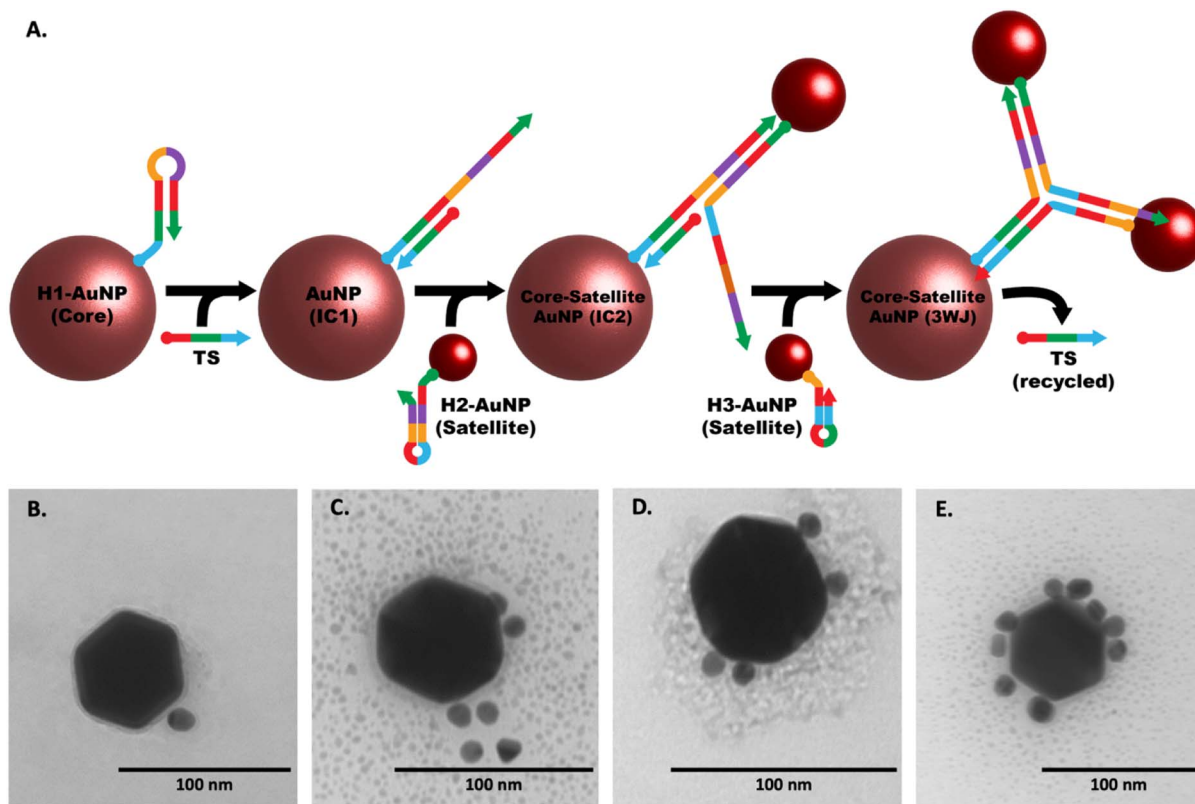 A.
H1-AuNP
(Core)
TS
AuNP
(IC1)
H2-AuNP
(Satellite)
Core-Satellite
AuNP (IC2)
H3-AuNP
(Satellite)
Core-Satellite
AuNP (3WJ)
TS
(recycled)
B.
100 nm
C.
100 nm
D.
100 nm
E.
100 nm